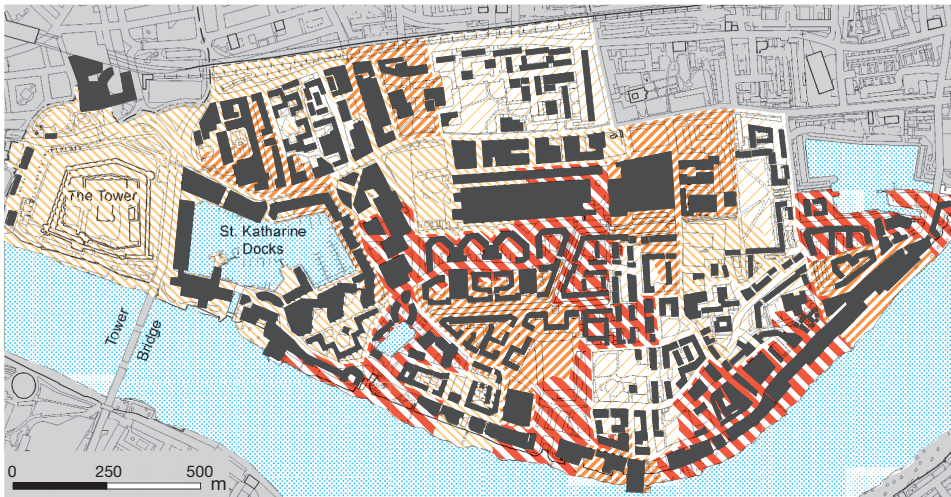 The Tower
St. Katharine
Docks
Tower
Bridge
0 250 500
m